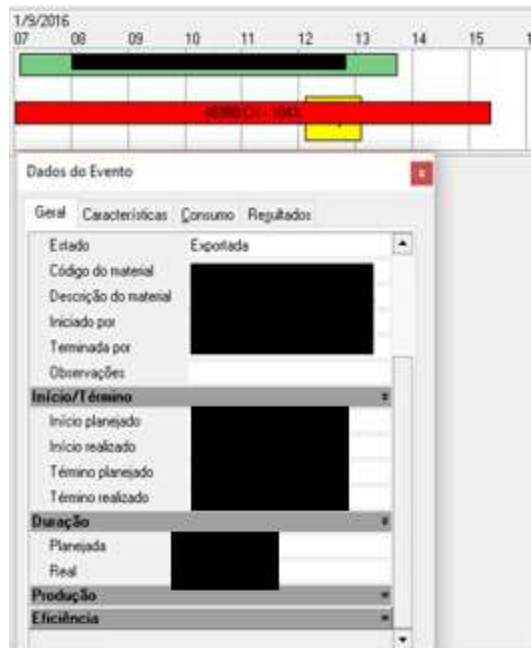 1/9/2016
07 08 09 10 11 12 13 14 15
Dados do Evento
Geral Características Consumo Resultados
Estado Exportada
Código do material
Descrição do material
Iniciado por
Terminada por
Observações
Início/Término
Início planejado
Início realizado
Término planejado
Término realizado
Duração
Planejada
Real
Produção
Eficiência